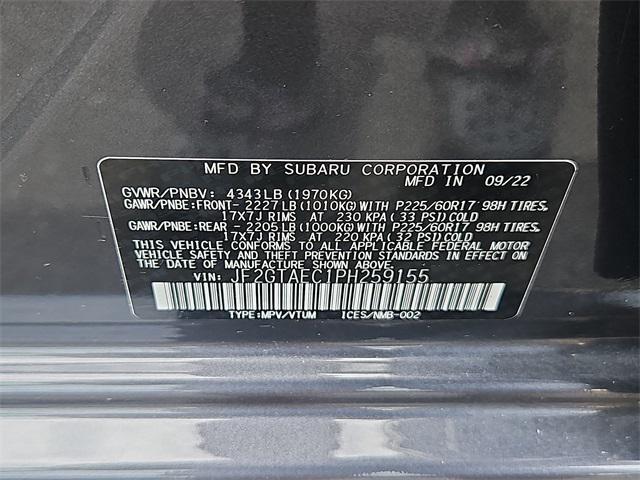 MFD BY SUBARU CORPORATION
MFD IN 09/22
GVWR/PNBV: 4343LB(1970KG)
GAWR/PNBE:FRONT- 2227LB(1010KG)WITH P225/60R17 98H TIRES,
17X7J RIMS AT 230 KPA(33 PSI)COLD
GAWR/PNBE:REAR - 2205LB(1000KG)WITH P225/60R17 98H TIRES,
17X7J RIMS AT 220 KPA(32 PSI)COLD
THIS VEHICLE CONFORMS TO ALL APPLICABLE FEDERAL MOTOR
VEHICLE SAFETY AND THEFT PREVENTION STANDARDS IN
EFFECT ON THE DATE OF MANUFACTURE SHOWN ABOVE.
VIN: JF2GTAEC1PH259155
TYPE:MPV/VTUM ICES/NMB-002